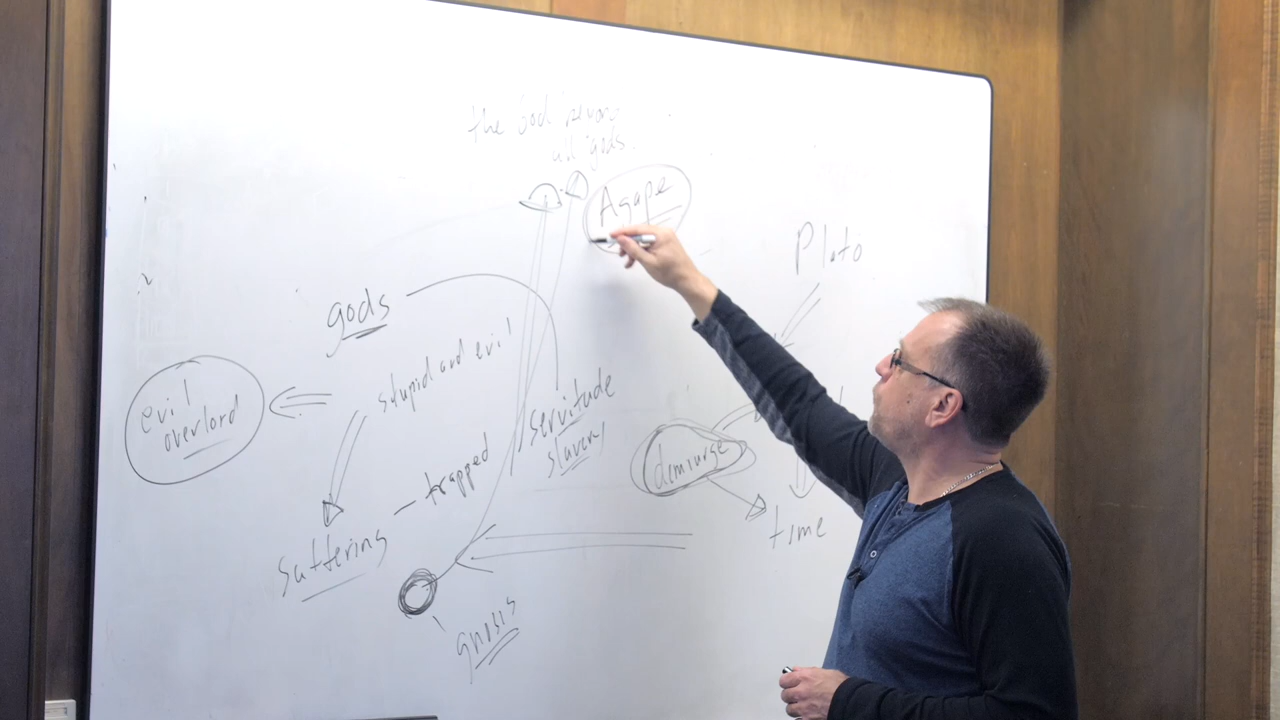 the God beyond
all gods.
Agape
Plato
gods
stupid and evil
evil
overlord
servitude
slavery
trapped
demiurge
time
suffering
gnosis